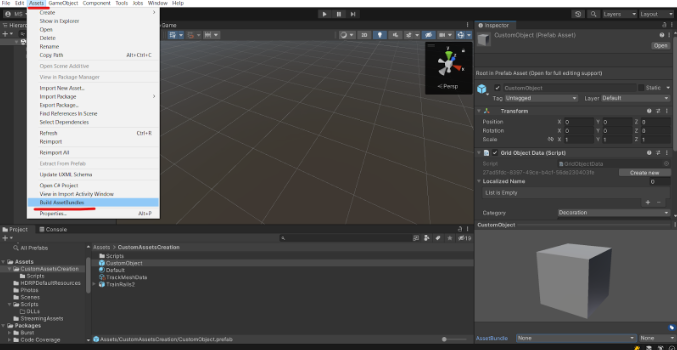 File Edit Assets GameObject Component Tools Jobs Window Help
Layers Layout
Create
Show in Explorer
Open
Delete
Rename
Copy Path Alt+Ctrl+C
Open Scene Additive
View in Package Manager
Import New Asset...
Import Package
Export Package...
Find References In Scene
Select Dependencies
Refresh Ctrl+R
Reimport
Reimport All
Extract From Prefab
Update UXML Schema
Open C# Project
View in Import Activity Window
Build AssetBundles
Properties... Alt+P
Game
2D
Persp
Inspector
CustomObject (Prefab Asset)
Open
Root in Prefab Asset (Open for full editing support)
CustomObject Static
Tag Untagged Layer Default
Transform
Position X 0 Y 0 Z 0
Rotation X 0 Y 0 Z 0
Scale X 1 Y 1 Z 1
Grid Object Data (Script)
Script GridObjectData
Create new
Localized Name 0
List is Empty
Category Decoration
CustomObject
AssetBundle None None
Project Console
All Prefabs
Assets
CustomAssetsCreation
Scripts
HDRPDefaultResources
Photos
Scenes
Scripts
DLLs
StreamingAssets
Packages
Burst
Code Coverage
Assets > CustomAssetsCreation
Scripts
CustomObject
Default
TrackMeshData
TrainRails2
Assets/CustomAssetsCreation/CustomObject.prefab